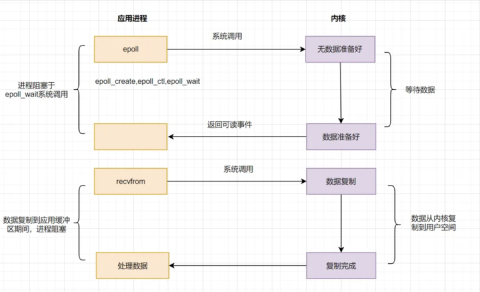 应用进程
内核
epoll
系统调用
无数据准备好
进程阻塞于
epoll_wait系统调用
epoll_create,epoll_ctl,epoll_wait
等待数据
返回可读事件
数据准备好
recvfrom
系统调用
数据复制
数据复制到应用缓冲
区期间，进程阻塞
数据从内核复
制到用户空间
处理数据
复制完成